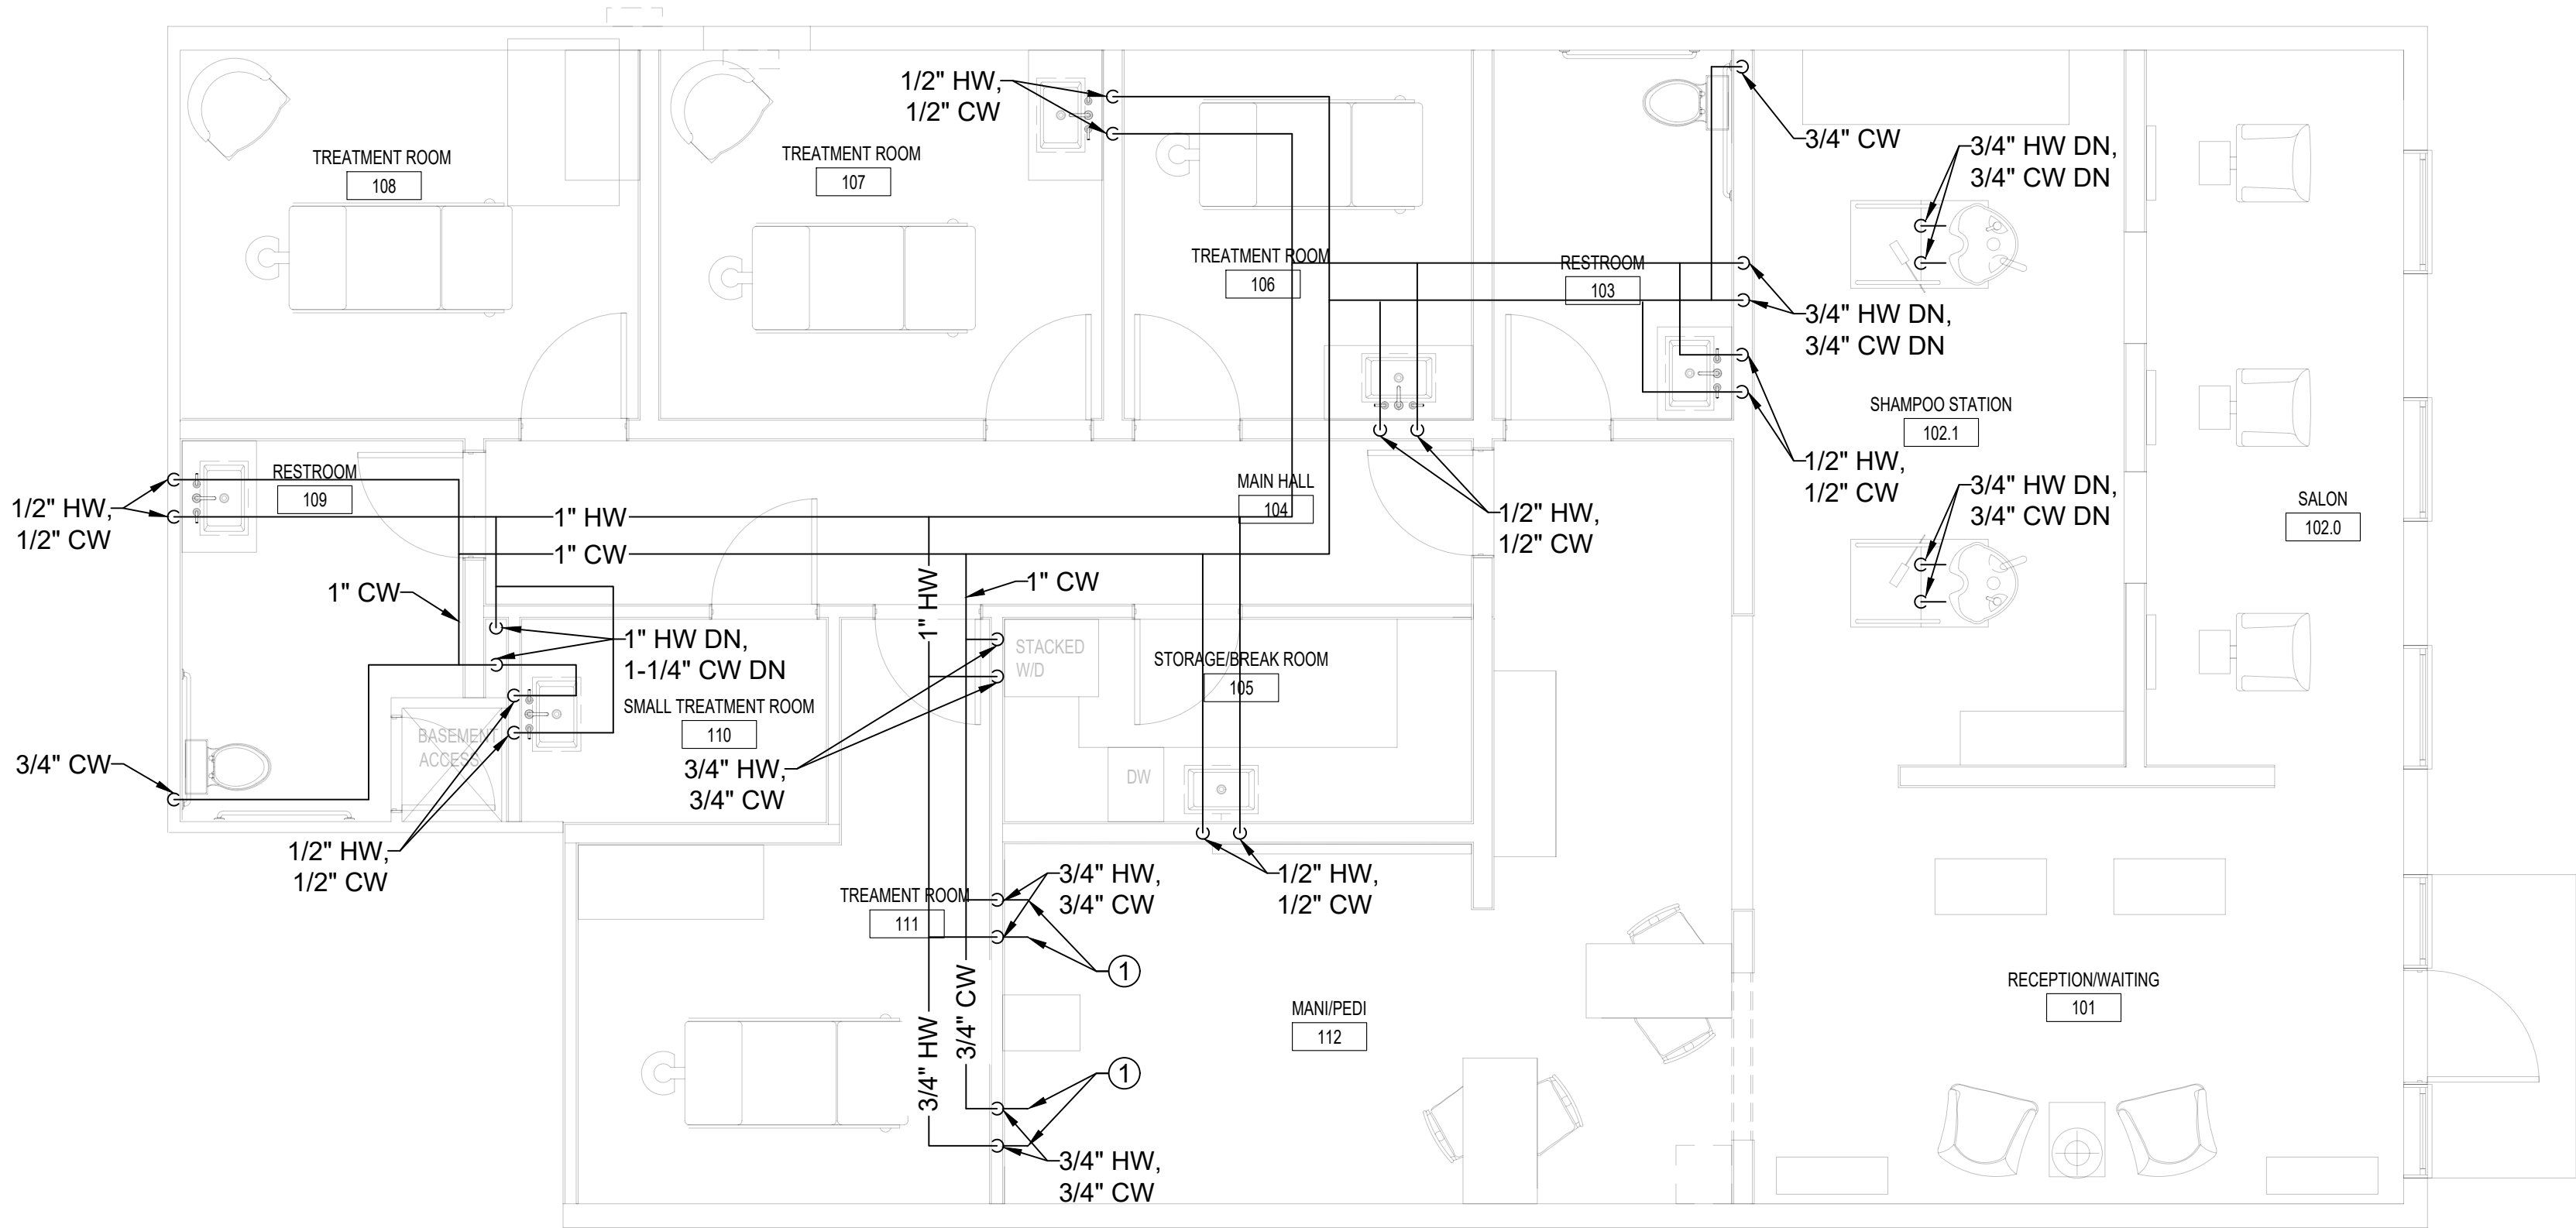 1/2" HW,
1/2" CW
3/4" CW
3/4" HW DN,
3/4" CW DN
TREATMENT ROOM
108
TREATMENT ROOM
107
TREATMENT ROOM
106
RESTROOM
103
3/4" HW DN,
3/4" CW DN
SHAMPOO STATION
102.1
1/2" HW,
1/2" CW
RESTROOM
109
1/2" HW,
1/2" CW
1" HW
1" CW
MAIN HALL
104
1/2" HW,
1/2" CW
3/4" HW DN,
3/4" CW DN
SALON
102.0
1" CW
1" HW
1" CW
1" HW DN,
1-1/4" CW DN
STACKED
W/D
STORAGE/BREAK ROOM
105
SMALL TREATMENT ROOM
110
BASEMENT
ACCESS
3/4" CW
3/4" HW,
3/4" CW
DW
1/2" HW,
1/2" CW
3/4" HW,
3/4" CW
1/2" HW,
1/2" CW
TREAMENT ROOM
111
1
3/4" HW
3/4" CW
MANI/PEDI
112
RECEPTION/WAITING
101
1
3/4" HW,
3/4" CW